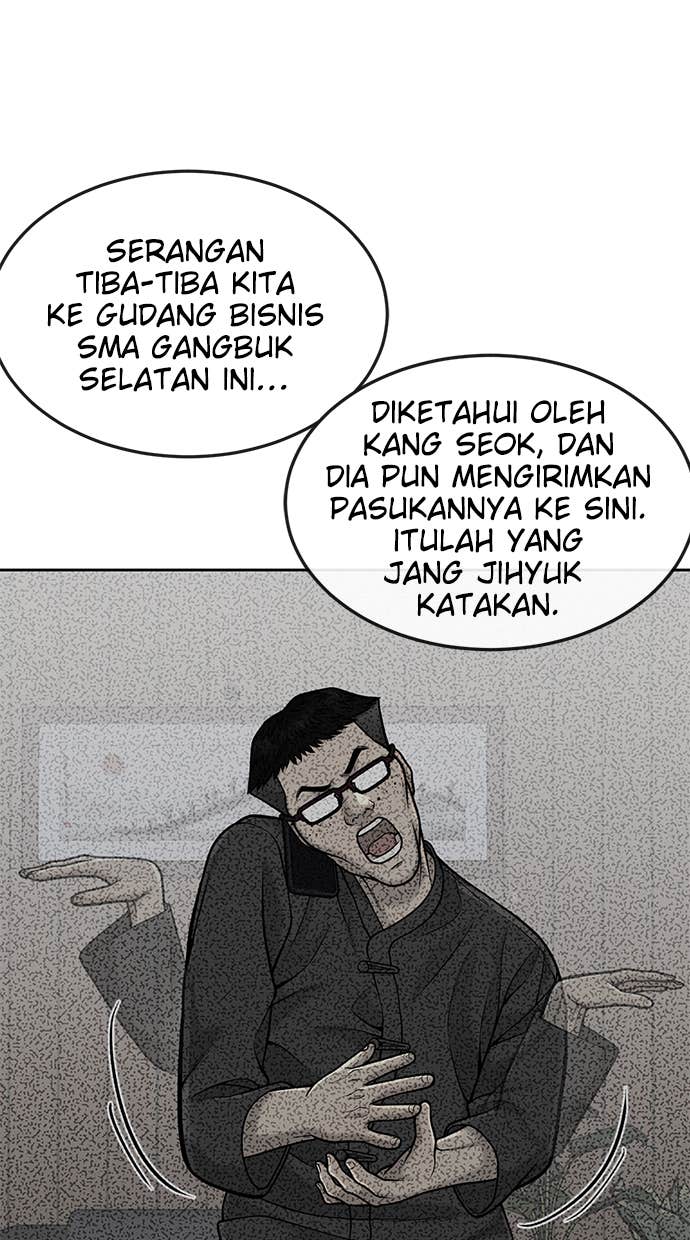 SERANGAN
TIBA-TIBA KITA
KE GUDANG BISNIS
SMA GANGBUK
SELATAN INI...
DIKETAHUI OLEH
KANG SEOK, DAN
DIA PUN MENGIRIMKAN
PASUKANNYA KE SINI.
ITULAH YANG
JANG JIHYUK
KATAKAN.